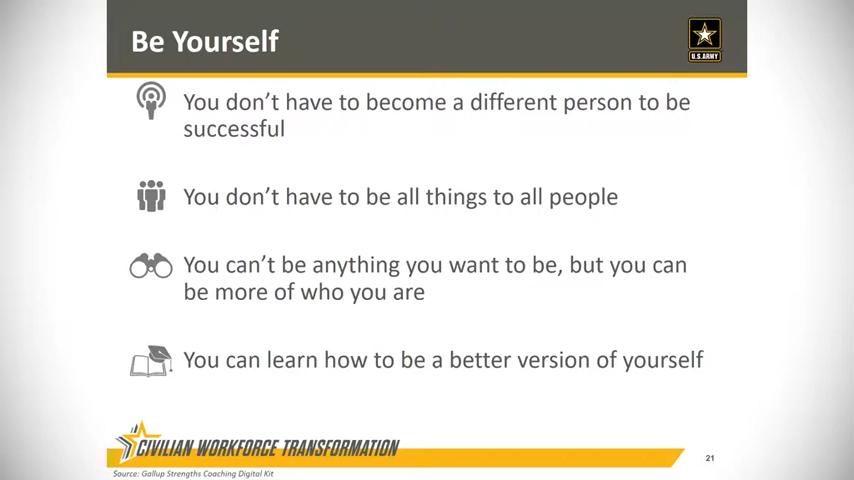 Be Yourself
U.S.ARMY
You don't have to become a different person to be
successful
You don't have to be all things to all people
You can't be anything you want to be, but you can
be more of who you are
You can learn how to be a better version of yourself
CIVILIAN WORKFORCE TRANSFORMATION
21
Source: Gallup Strengths Coaching Digital Kit